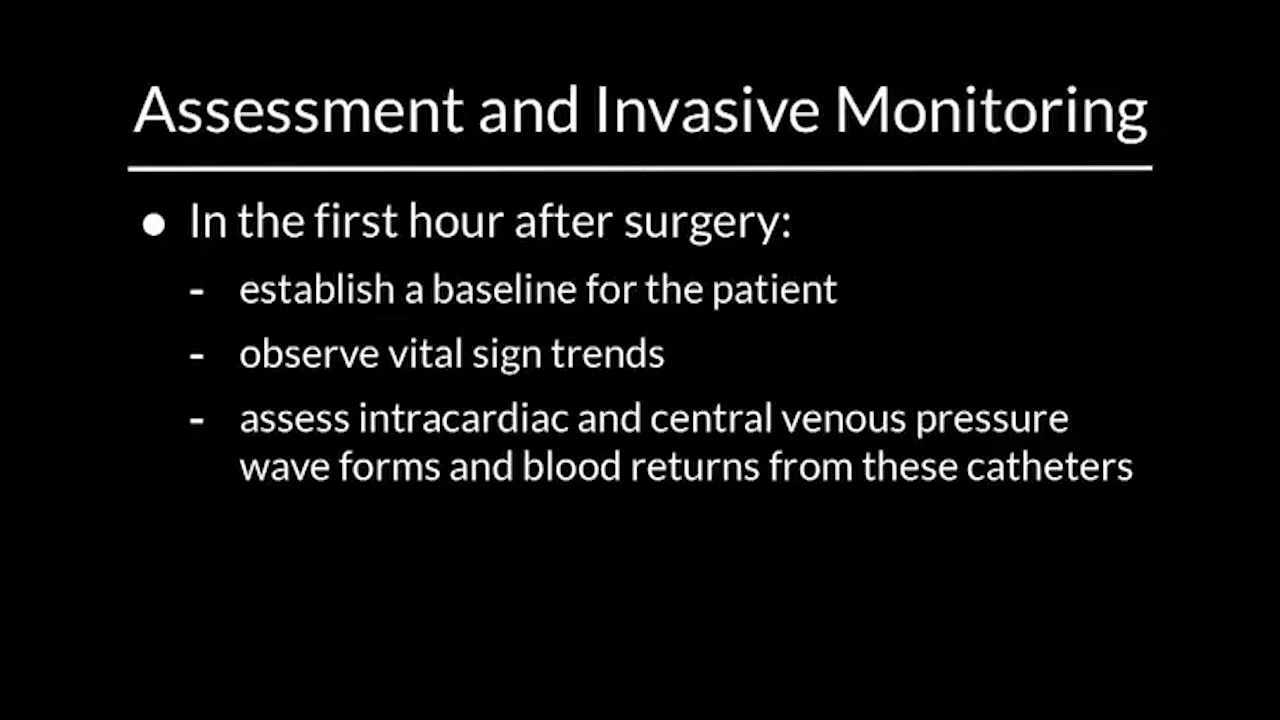 Assessment and Invasive Monitoring
● In the first hour after surgery:
- establish a baseline for the patient
- observe vital sign trends
- assess intracardiac and central venous pressure
wave forms and blood returns from these catheters